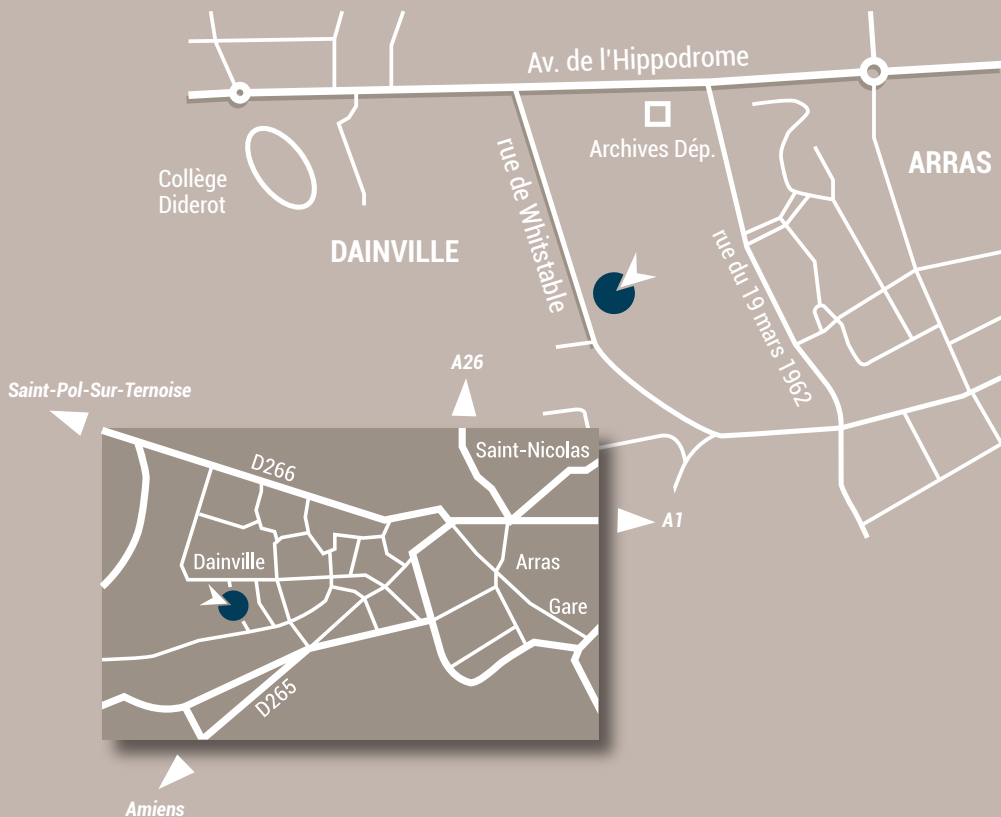 Av. de l'Hippodrome
Archives Dép.
ARRAS
Collège
Diderot
rue de Whitstable
DAINVILLE
rue du 19 mars 1962
A26
Saint-Pol-Sur-Ternoise
Saint-Nicolas
D266
A1
Dainville
Arras
Gare
D265
Amiens